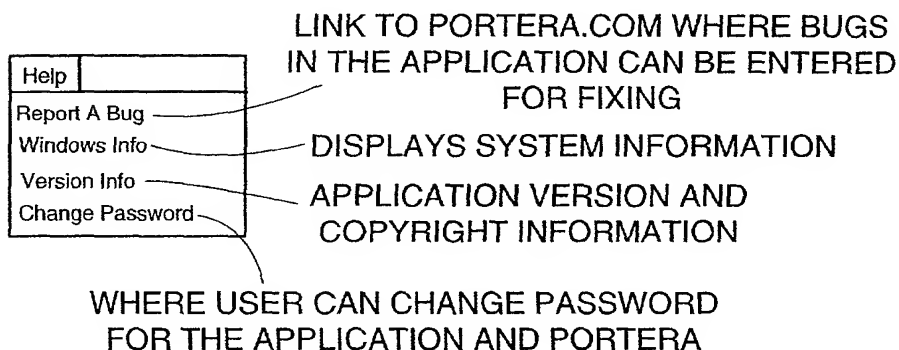 LINK TO PORTERA.COM WHERE BUGS
IN THE APPLICATION CAN BE ENTERED
FOR FIXING
Help
Report A Bug
Windows Info
DISPLAYS SYSTEM INFORMATION
Version Info
APPLICATION VERSION AND
COPYRIGHT INFORMATION
Change Password
WHERE USER CAN CHANGE PASSWORD
FOR THE APPLICATION AND PORTERA